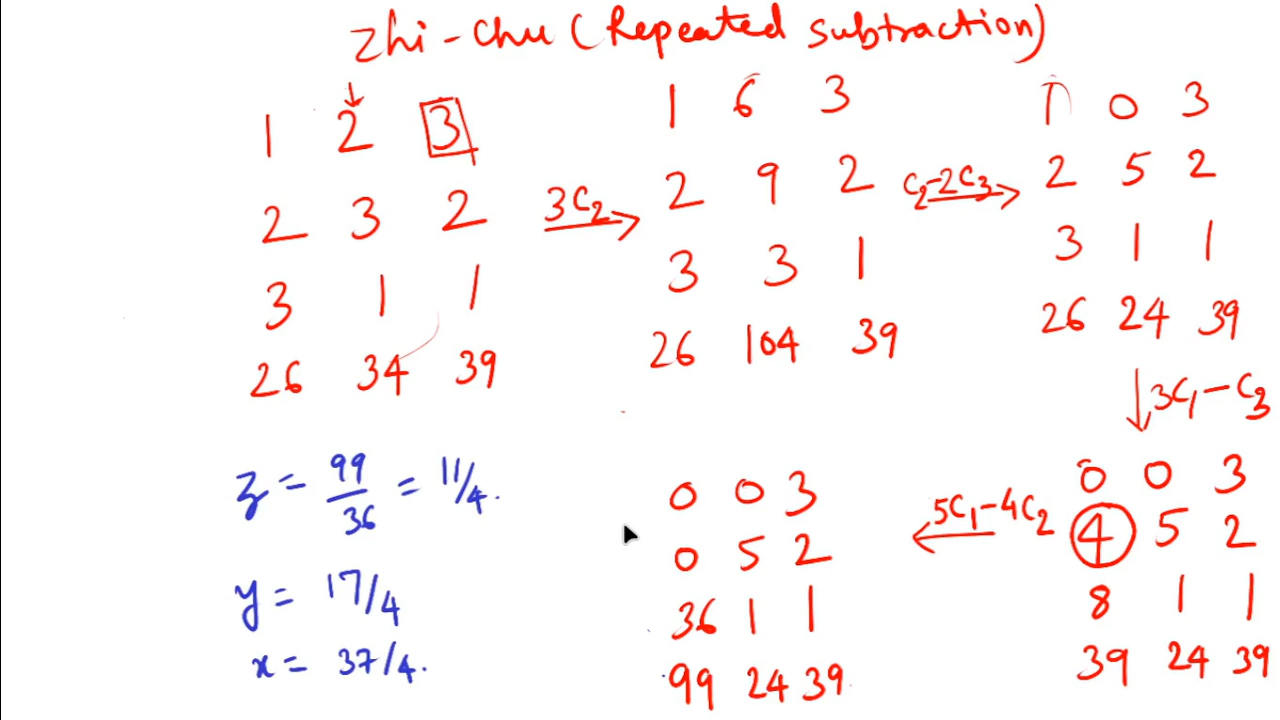 zhi-chu (Repeated subtraction)
1 2 3
2 3 2
3 1 1
26 34 39
3C2
1 6 3
2 9 2
3 3 1
26 104 39
C2-2C3
1 0 3
2 5 2
3 1 1
26 24 39
3C1-C3
0 0 3
4 5 2
8 1 1
39 24 39
5C1-4C2
0 0 3
0 5 2
36 1 1
99 24 39
z = 99/36 = 11/4.
y = 17/4
x = 37/4.